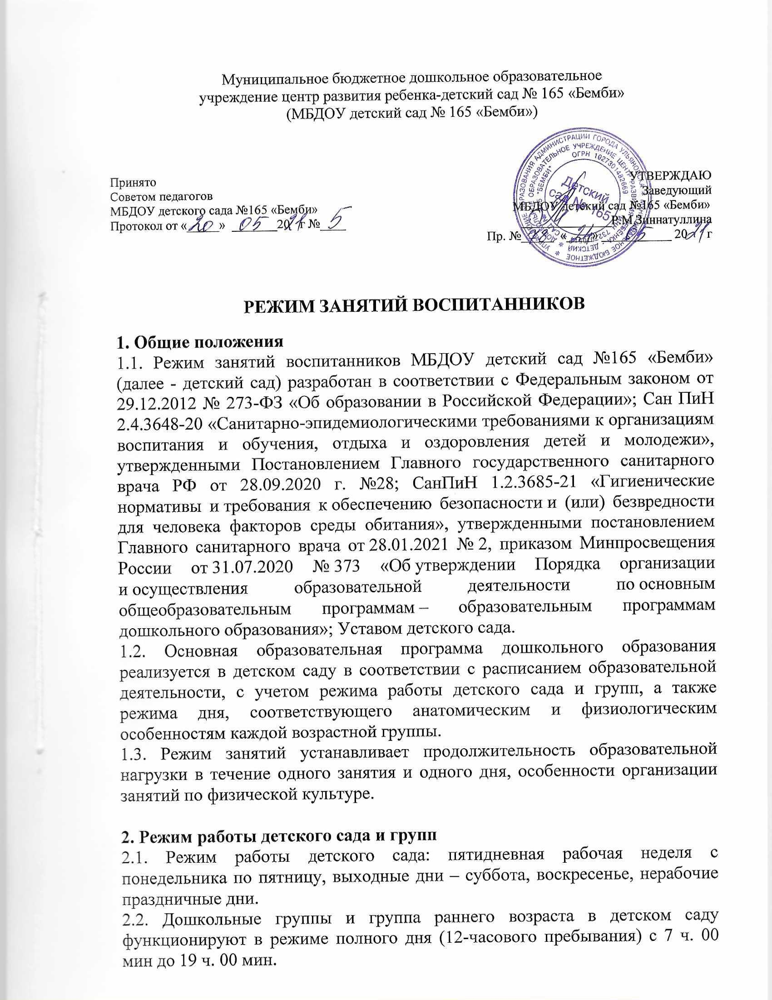 Муниципальное бюджетное дошкольное образовательное
учреждение центр развития ребенка-детский сад № 165 «Бемби»
(МБДОУ детский сад № 165 «Бемби»)
Принято
Советом педагогов
МБДОУ детского сада №165 «Бемби»
Протокол от «20» 05 2021г № 5
УТВЕРЖДАЮ
Заведующий
МБДОУ детский сад №165 «Бемби»
Р.М.Зиннатуллина
Пр. № « » 2021 г
ОБРАЗОВАНИЯ АДМИНИСТРАЦИИ ГОРОДА УЛЬЯНОВСКА
ОБРАЗОВАТЕЛЬНОЕ УЧРЕЖДЕНИЕ ЦЕНТР РАЗВИТИЯ РЕБЕНКА - ДЕТСКИЙ
"БЕМБИ"
ОГРН 1027301482669
Детский
сад № 165
РЕЖИМ ЗАНЯТИЙ ВОСПИТАННИКОВ
1. Общие положения
1.1. Режим занятий воспитанников МБДОУ детский сад №165 «Бемби»
(далее - детский сад) разработан в соответствии с Федеральным законом от
29.12.2012 № 273-ФЗ «Об образовании в Российской Федерации»; Сан ПиН
2.4.3648-20 «Санитарно-эпидемиологическими требованиями к организациям
воспитания и обучения, отдыха и оздоровления детей и молодежи»,
утвержденными Постановлением Главного государственного санитарного
врача РФ от 28.09.2020 г. №28; СанПиН 1.2.3685-21 «Гигиенические
нормативы и требования к обеспечению безопасности и (или) безвредности
для человека факторов среды обитания», утвержденными постановлением
Главного санитарного врача от 28.01.2021 № 2, приказом Минпросвещения
России от 31.07.2020 № 373 «Об утверждении Порядка организации
и осуществления образовательной деятельности по основным
общеобразовательным программам – образовательным программам
дошкольного образования»; Уставом детского сада.
1.2. Основная образовательная программа дошкольного образования
реализуется в детском саду в соответствии с расписанием образовательной
деятельности, с учетом режима работы детского сада и групп, а также
режима дня, соответствующего анатомическим и физиологическим
особенностям каждой возрастной группы.
1.3. Режим занятий устанавливает продолжительность образовательной
нагрузки в течение одного занятия и одного дня, особенности организации
занятий по физической культуре.
2. Режим работы детского сада и групп
2.1. Режим работы детского сада: пятидневная рабочая неделя с
понедельника по пятницу, выходные дни – суббота, воскресенье, нерабочие
праздничные дни.
2.2. Дошкольные группы и группа раннего возраста в детском саду
функционируют в режиме полного дня (12-часового пребывания) с 7 ч. 00
мин до 19 ч. 00 мин.